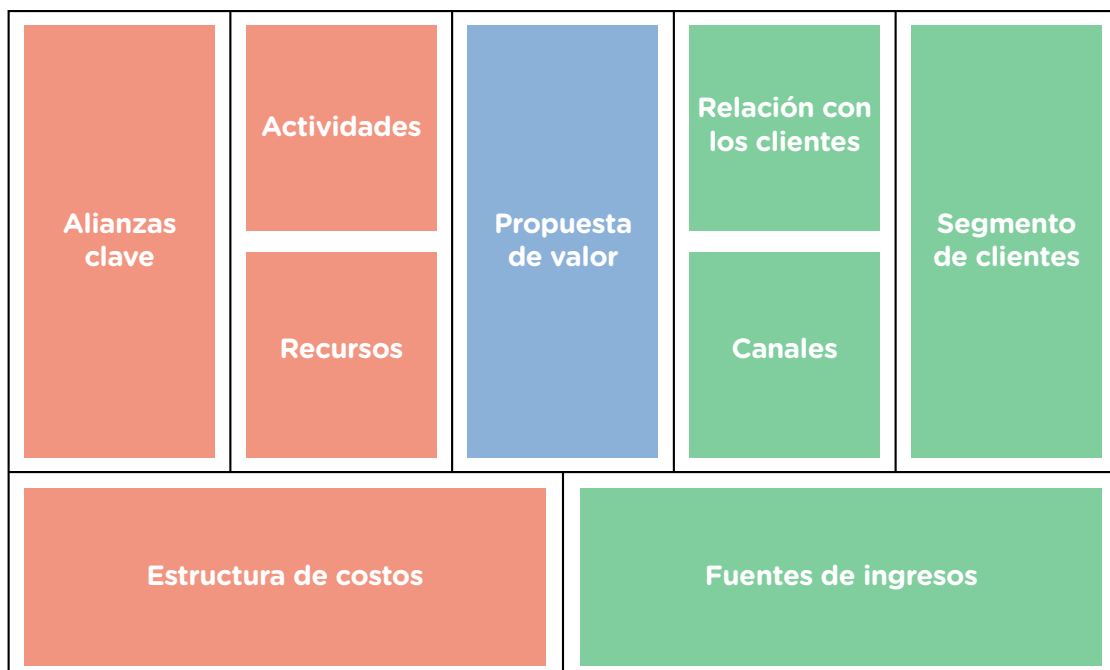 Alianzas
clave
Actividades
Recursos
Propuesta
de valor
Relación con
los clientes
Canales
Segmento
de clientes
Estructura de costos
Fuentes de ingresos